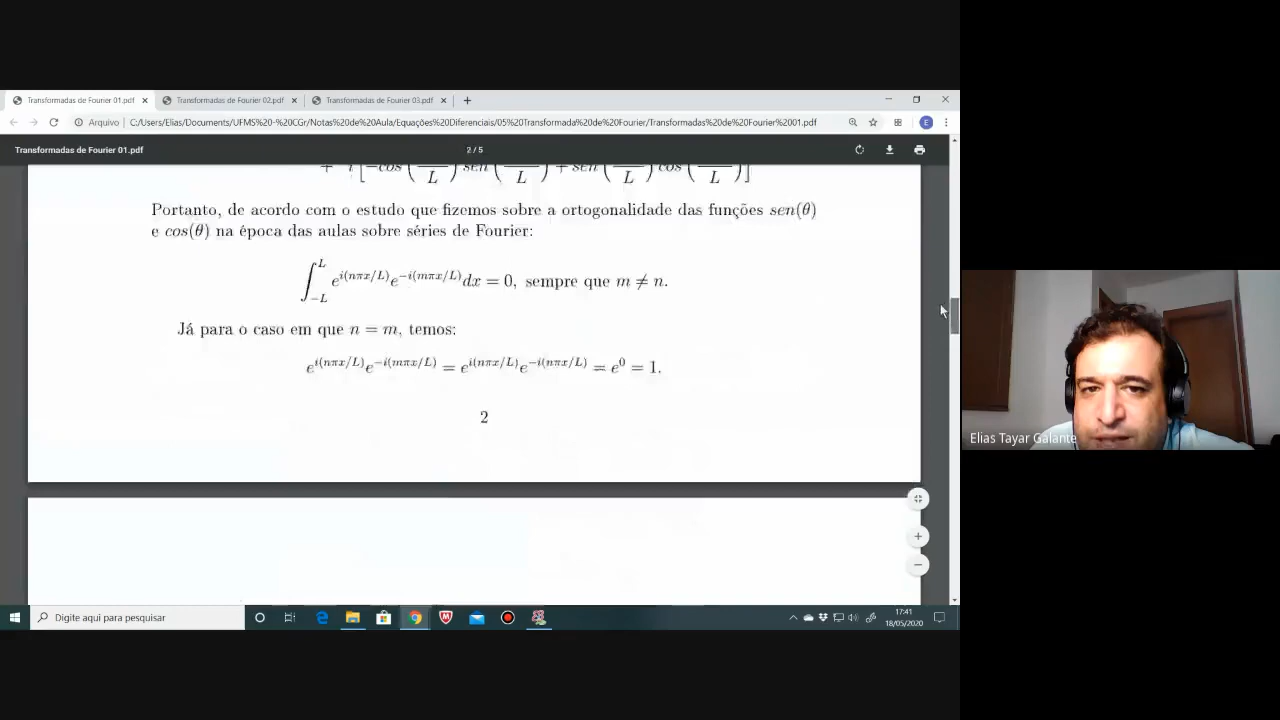 Transformadas de Fourier 01.pdf
Transformadas de Fourier 02.pdf
Transformadas de Fourier 03.pdf
Arquivo | C:/Users/Elias/Documents/UFMS%20-%20CGr/Notas%20de%20Aula/Equações%20Diferenciais/05%20Transformada%20de%20Fourier/Transformadas%20de%20Fourier%2001.pdf
E
Transformadas de Fourier 01.pdf
2 / 5
+ i [−cos( / L) sen( / L) + sen( / L) cos( / L)]
Portanto, de acordo com o estudo que fizemos sobre a ortogonalidade das funções sen(θ)
e cos(θ) na época das aulas sobre séries de Fourier:
∫_{−L}^{L} e^{i(nπx/L)} e^{−i(mπx/L)} dx = 0, sempre que m ≠ n.
Já para o caso em que n = m, temos:
e^{i(nπx/L)} e^{−i(mπx/L)} = e^{i(nπx/L)} e^{−i(nπx/L)} = e^0 = 1.
2
Elias Tayar Galante
Digite aqui para pesquisar
17:41
18/05/2020